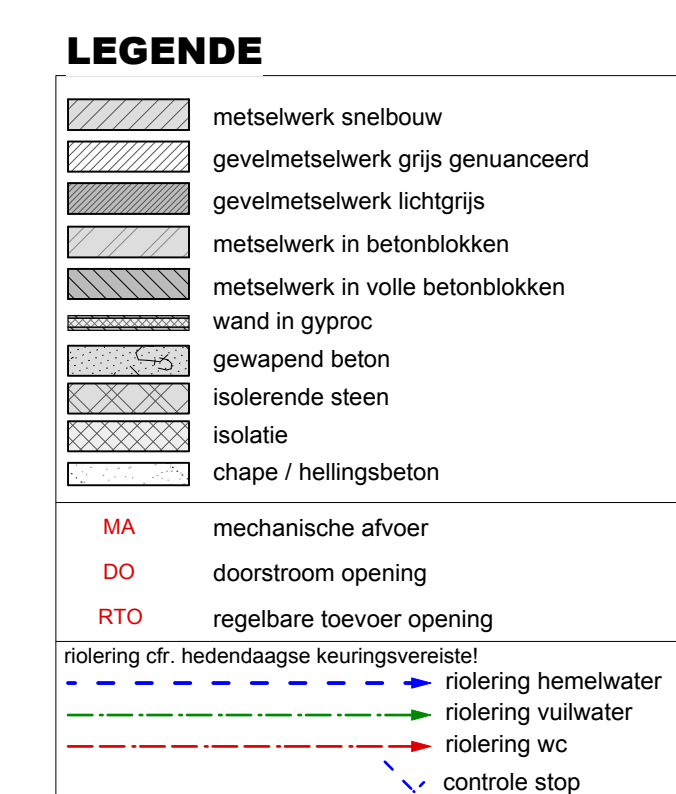 LEGENDE
metselwerk snelbouw
gevelmetselwerk grijs genuanceerd
gevelmetselwerk lichtgrijs
metselwerk in betonblokken
metselwerk in volle betonblokken
wand in gyproc
gewapend beton
isolerende steen
isolatie
chape / hellingsbeton
MA mechanische afvoer
DO doorstroom opening
RTO regelbare toevoer opening
riolering cfr. hedendaagse keuringsvereiste!
riolering hemelwater
riolering vuilwater
riolering wc
controle stop